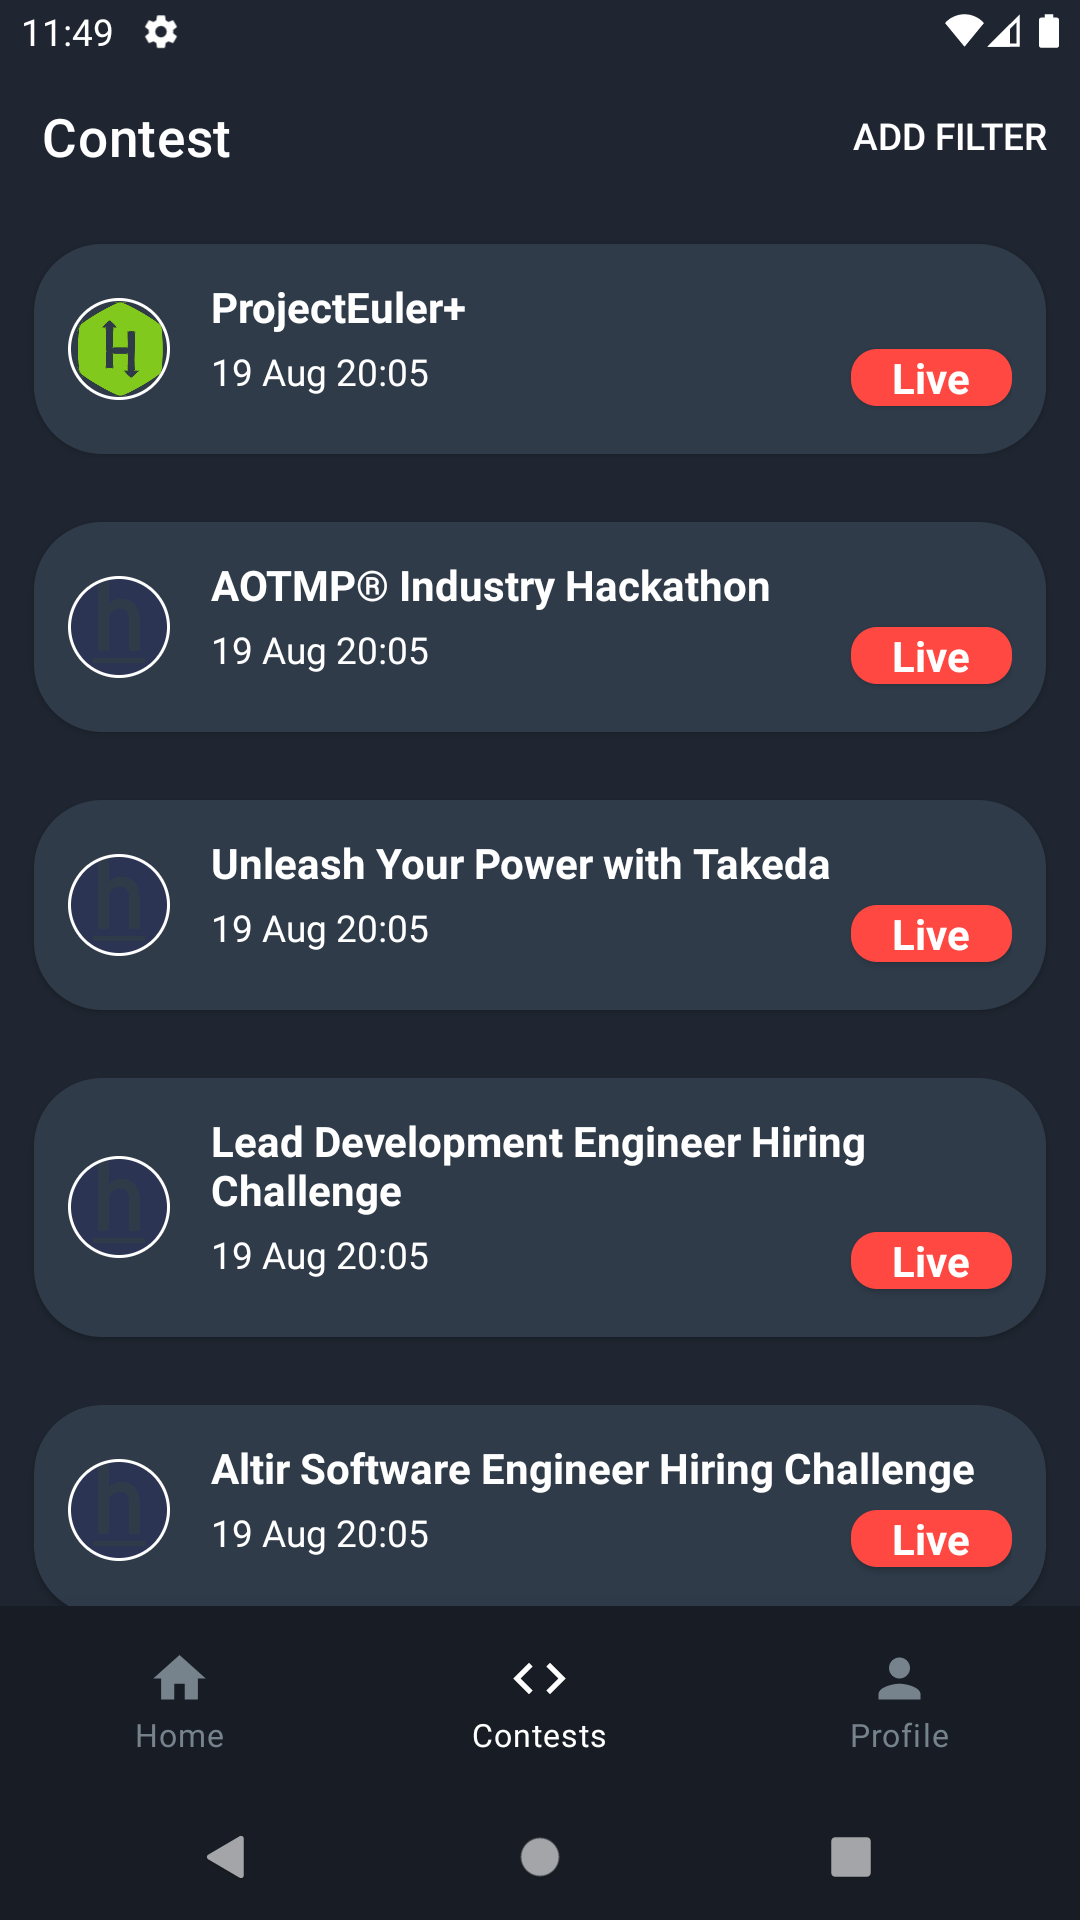 11:49
Contest
ADD FILTER
ProjectEuler+
19 Aug 20:05
Live
AOTMP® Industry Hackathon
19 Aug 20:05
Live
Unleash Your Power with Takeda
19 Aug 20:05
Live
Lead Development Engineer Hiring
Challenge
19 Aug 20:05
Live
Altir Software Engineer Hiring Challenge
19 Aug 20:05
Live
Home
Contests
Profile